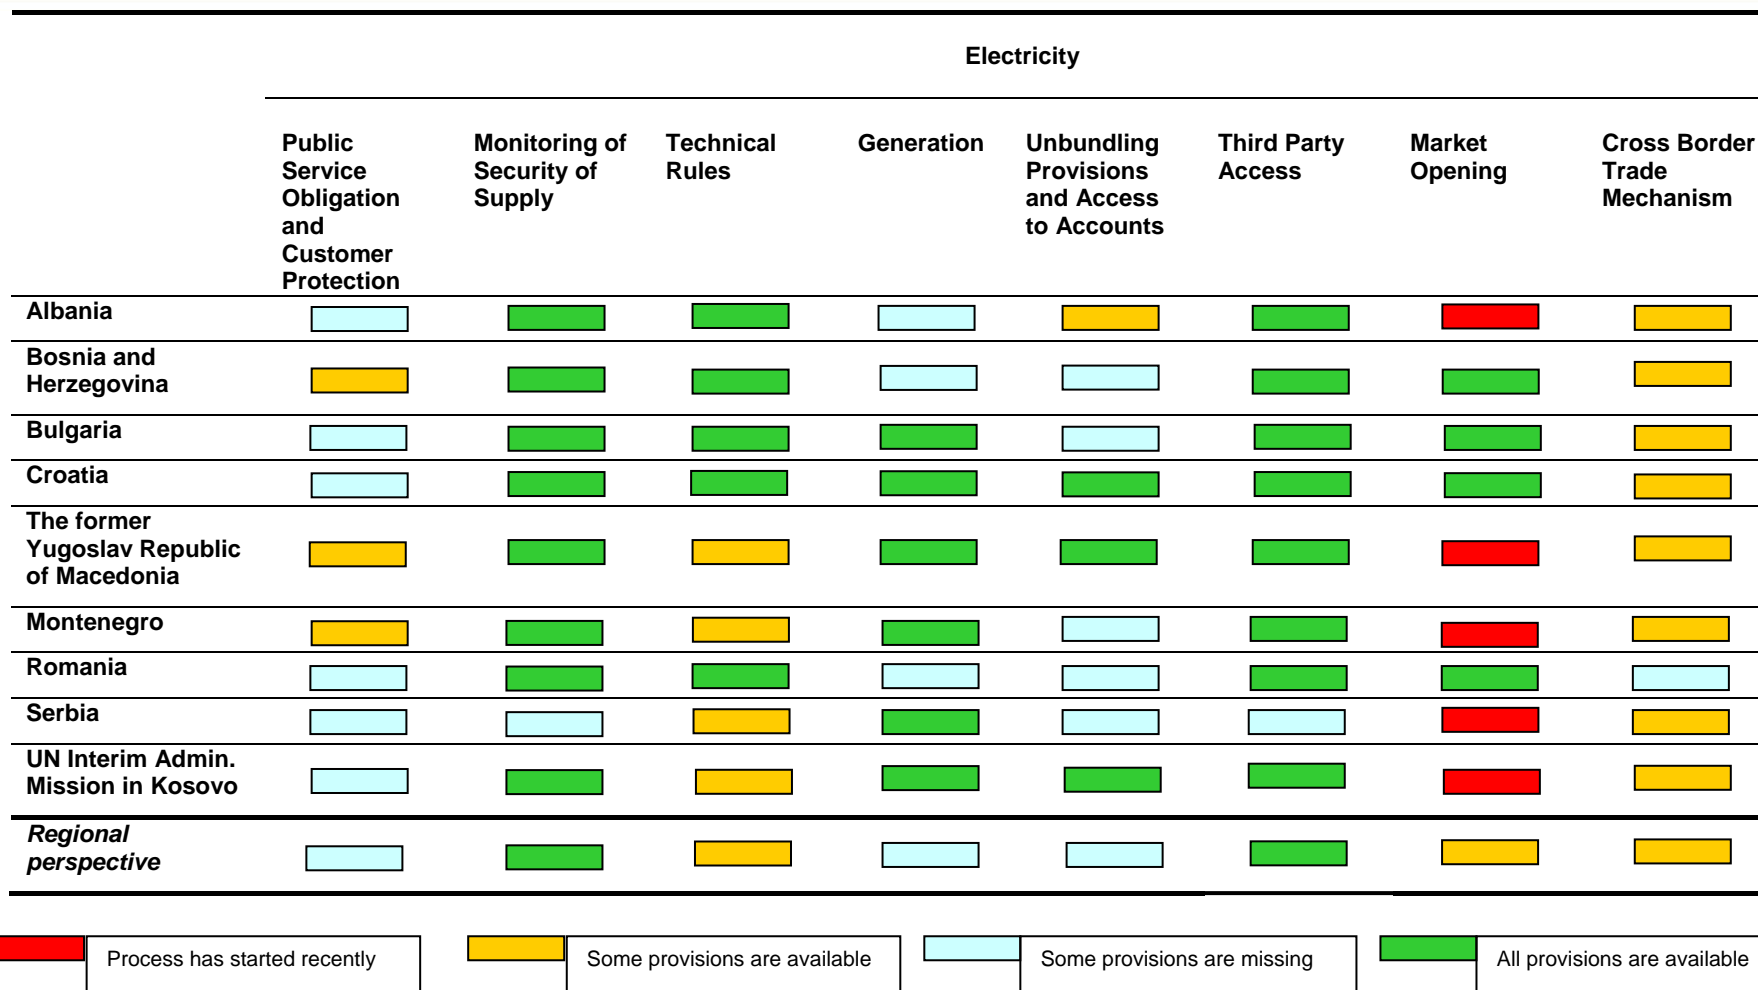 Electricity
Public
Service
Obligation
and
Customer
Protection
Monitoring of
Security of
Supply
Technical
Rules
Generation
Unbundling
Provisions
and Access
to Accounts
Third Party
Access
Market
Opening
Cross Border
Trade
Mechanism
Albania
Bosnia and
Herzegovina
Bulgaria
Croatia
The former
Yugoslav Republic
of Macedonia
Montenegro
Romania
Serbia
UN Interim Admin.
Mission in Kosovo
Regional
perspective
Process has started recently
Some provisions are available
Some provisions are missing
All provisions are available